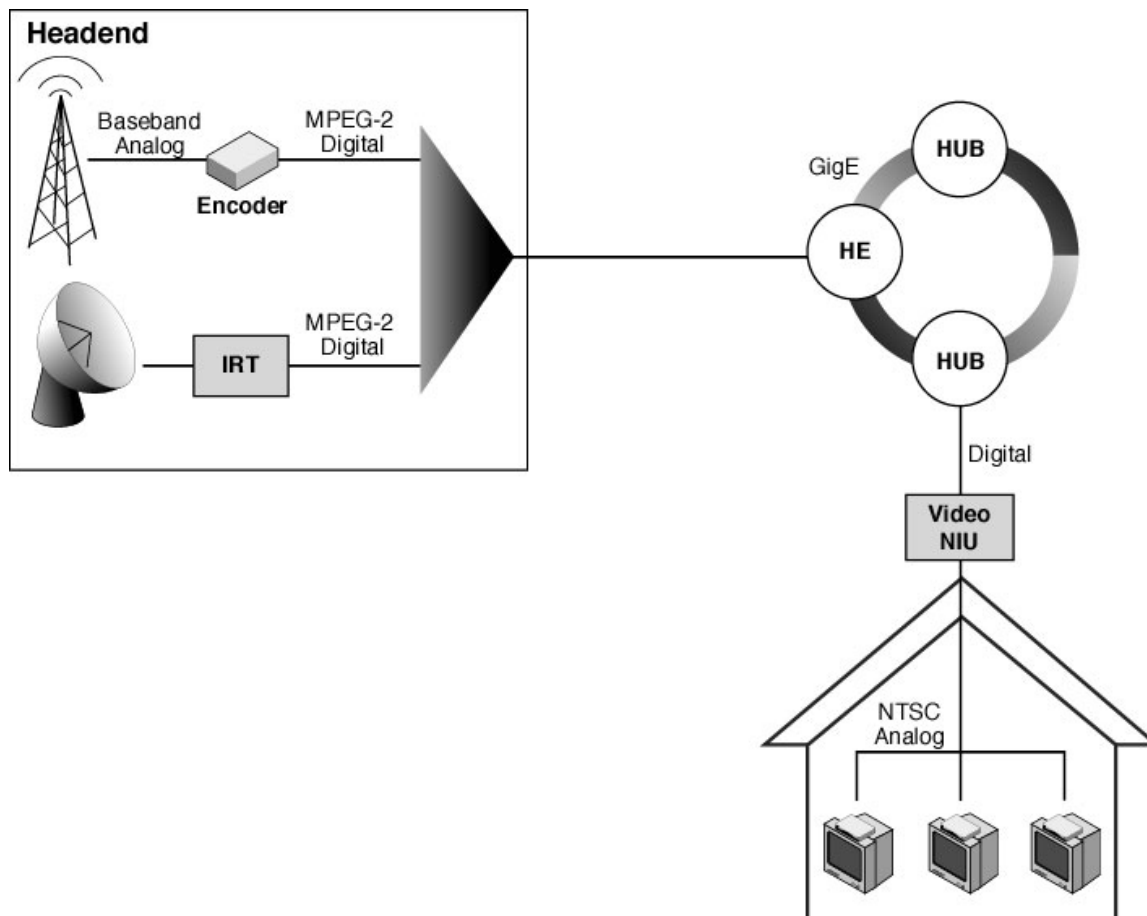 Headend
Baseband
Analog
MPEG-2
Digital
Encoder
IRT
MPEG-2
Digital
GigE
HUB
HE
HUB
Digital
Video
NIU
NTSC
Analog